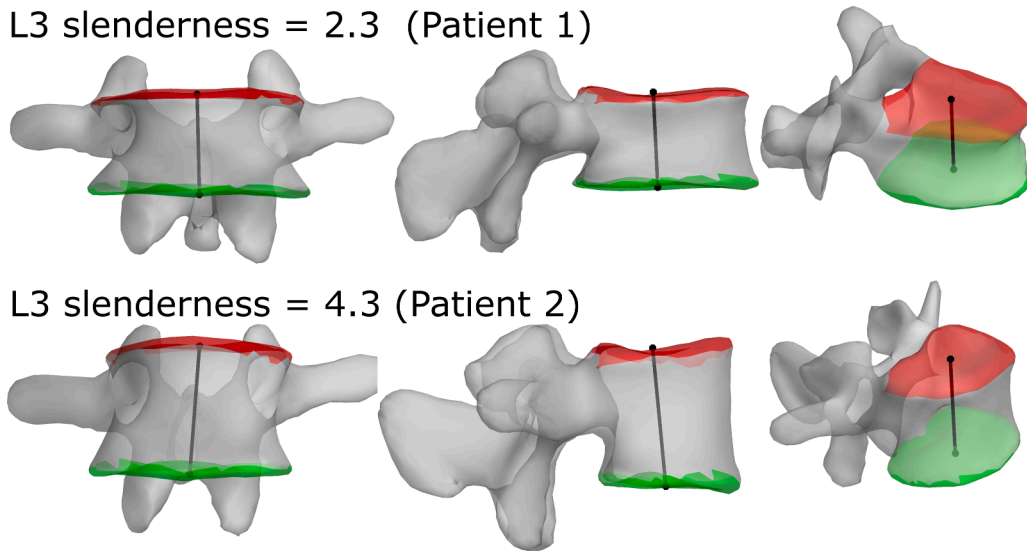 L3 slenderness = 2.3 (Patient 1)
L3 slenderness = 4.3 (Patient 2)